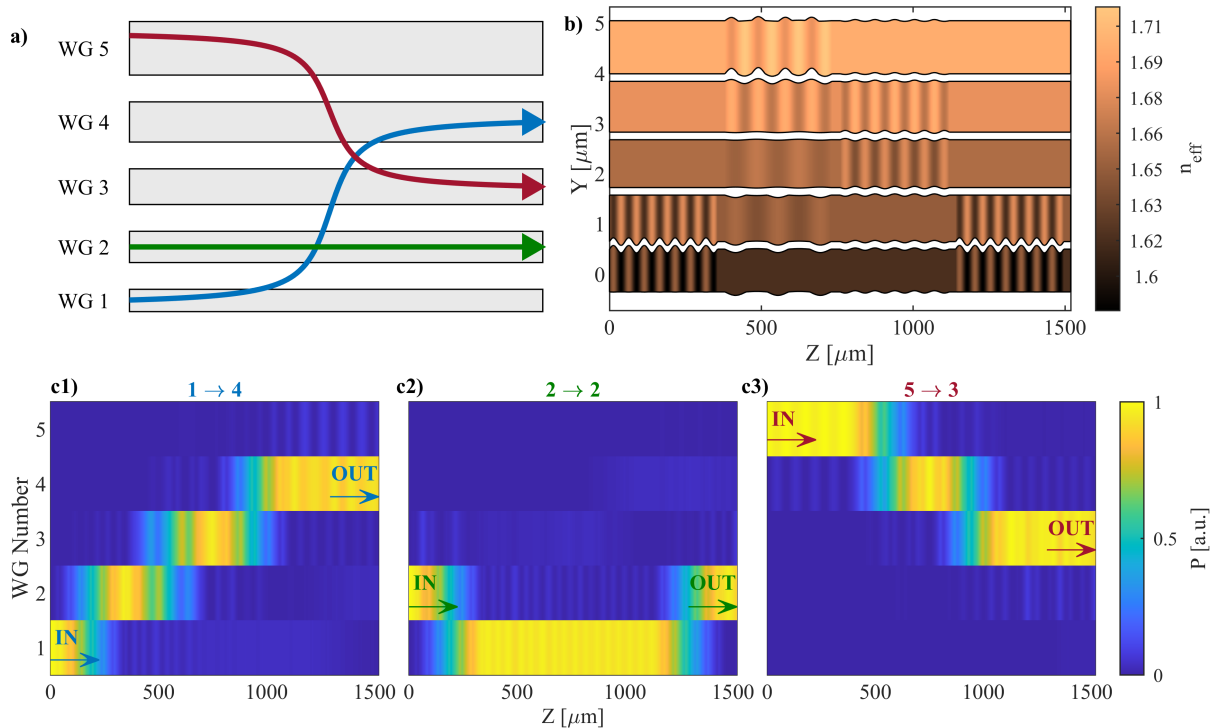 a)
WG 5
WG 4
WG 3
WG 2
WG 1
b)
Y [μm]
5
4
3
2
1
0
0
500
1000
1500
Z [μm]
1.71
1.69
1.68
1.66
1.65
1.63
1.62
1.6
n_eff
c1)
1 → 4
WG Number
5
4
3
2
1
IN
OUT
0
500
1000
1500
c2)
2 → 2
IN
OUT
0
500
1000
1500
Z [μm]
c3)
5 → 3
IN
OUT
0
500
1000
1500
1
0.5
0
P [a.u.]